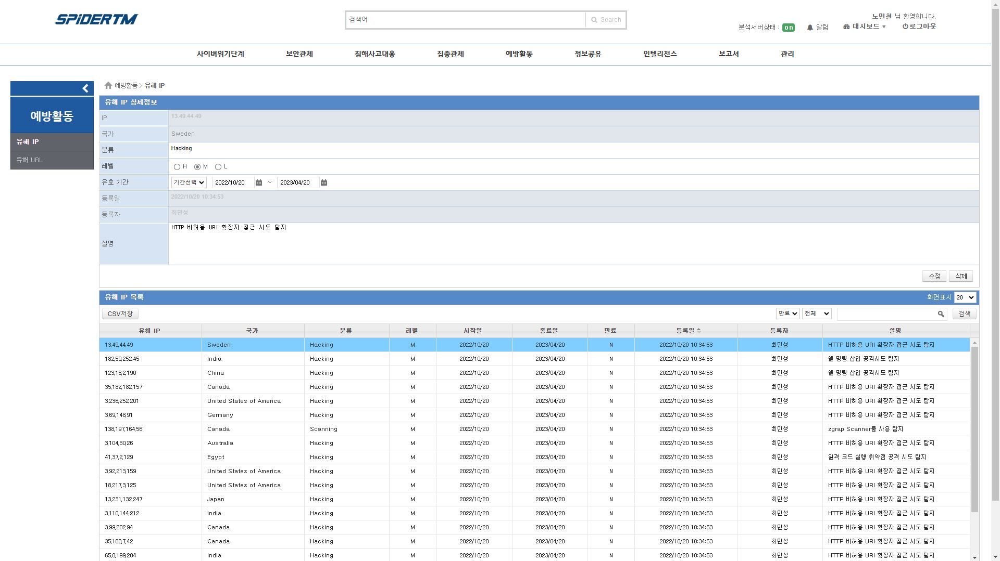 SPiDERTM
검색어
Search
노민철 님 환영합니다.
분석서버상태 : on 알림 대시보드 ▼ 로그아웃
사이버위기단계 보안관제 침해사고대응 집중관제 예방활동 정보공유 인텔리전스 보고서 관리
예방활동
유해 IP
유해 URL
예방활동 > 유해 IP
유해 IP 상세정보
IP 13.49.44.49
국가 Sweden
분류 Hacking
레벨 H M L
유효 기간 기간선택 2022/10/20 ~ 2023/04/20
등록일 2022/10/20 10:34:53
등록자 최민성
설명 HTTP 비허용 URI 확장자 접근 시도 탐지
수정 삭제
유해 IP 목록 화면표시 20
CSV저장 만료 전체 검색
유해 IP 국가 분류 레벨 시작일 종료일 만료 등록일 등록자 설명
13,49,44,49 Sweden Hacking M 2022/10/20 2023/04/20 N 2022/10/20 10:34:53 최민성 HTTP 비허용 URI 확장자 접근 시도 탐지
182,59,252,45 India Hacking M 2022/10/20 2023/04/20 N 2022/10/20 10:34:53 최민성 쉘 명령 삽입 공격시도 탐지
123,13,2,190 China Hacking M 2022/10/20 2023/04/20 N 2022/10/20 10:34:53 최민성 쉘 명령 삽입 공격시도 탐지
35,182,182,157 Canada Hacking M 2022/10/20 2023/04/20 N 2022/10/20 10:34:53 최민성 HTTP 비허용 URI 확장자 접근 시도 탐지
3,236,252,201 United States of America Hacking M 2022/10/20 2023/04/20 N 2022/10/20 10:34:53 최민성 HTTP 비허용 URI 확장자 접근 시도 탐지
3,69,148,91 Germany Hacking M 2022/10/20 2023/04/20 N 2022/10/20 10:34:53 최민성 HTTP 비허용 URI 확장자 접근 시도 탐지
138,197,164,56 Canada Scanning M 2022/10/20 2023/04/20 N 2022/10/20 10:34:53 최민성 zgrap Scanner툴 사용 탐지
3,104,30,26 Australia Hacking M 2022/10/20 2023/04/20 N 2022/10/20 10:34:53 최민성 HTTP 비허용 URI 확장자 접근 시도 탐지
41,37,2,129 Egypt Hacking M 2022/10/20 2023/04/20 N 2022/10/20 10:34:53 최민성 원격 코드 실행 취약점 공격 시도 탐지
3,92,213,159 United States of America Hacking M 2022/10/20 2023/04/20 N 2022/10/20 10:34:53 최민성 HTTP 비허용 URI 확장자 접근 시도 탐지
18,217,3,125 United States of America Hacking M 2022/10/20 2023/04/20 N 2022/10/20 10:34:53 최민성 HTTP 비허용 URI 확장자 접근 시도 탐지
13,231,132,247 Japan Hacking M 2022/10/20 2023/04/20 N 2022/10/20 10:34:53 최민성 HTTP 비허용 URI 확장자 접근 시도 탐지
3,110,144,212 India Hacking M 2022/10/20 2023/04/20 N 2022/10/20 10:34:53 최민성 HTTP 비허용 URI 확장자 접근 시도 탐지
3,99,202,94 Canada Hacking M 2022/10/20 2023/04/20 N 2022/10/20 10:34:53 최민성 HTTP 비허용 URI 확장자 접근 시도 탐지
35,183,7,42 Canada Hacking M 2022/10/20 2023/04/20 N 2022/10/20 10:34:53 최민성 HTTP 비허용 URI 확장자 접근 시도 탐지
65,0,199,204 India Hacking M 2022/10/20 2023/04/20 N 2022/10/20 10:34:53 최민성 HTTP 비허용 URI 확장자 접근 시도 탐지